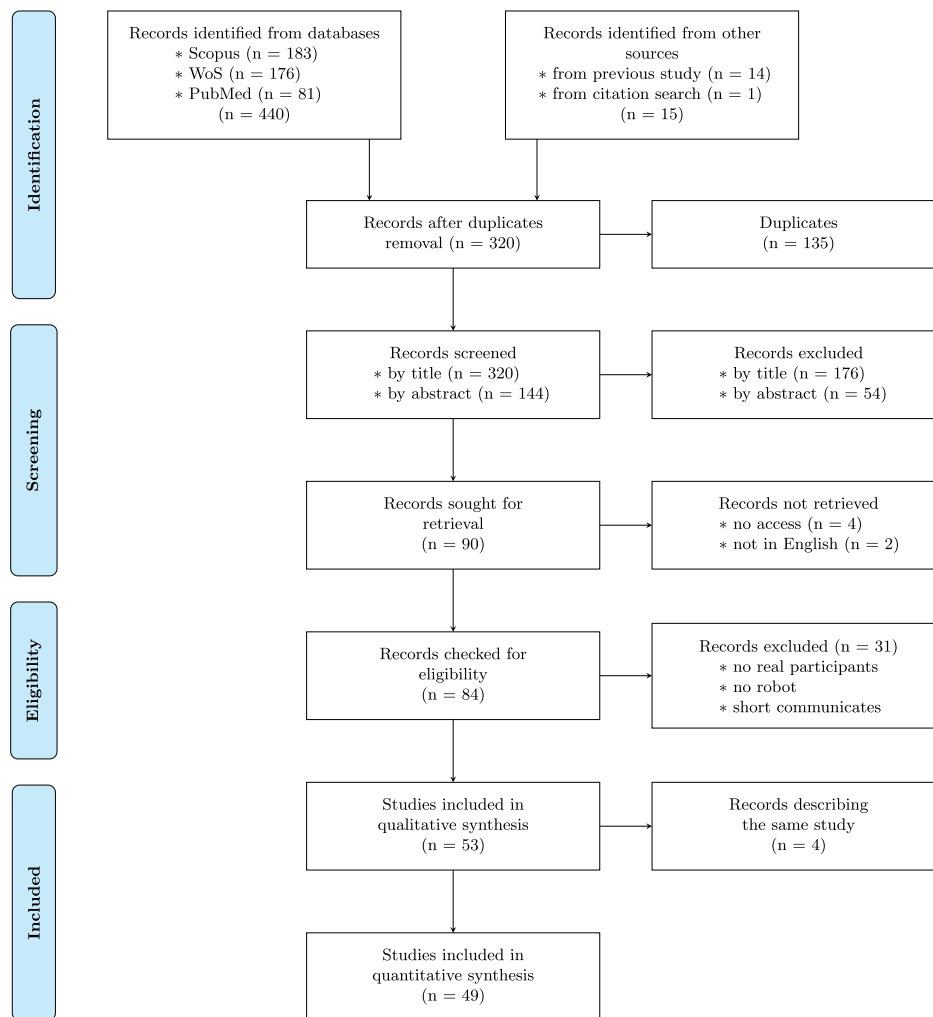 Identification
Records identified from databases
∗ Scopus (n = 183)
∗ WoS (n = 176)
∗ PubMed (n = 81)
(n = 440)
Records identified from other
sources
∗ from previous study (n = 14)
∗ from citation search (n = 1)
(n = 15)
Records after duplicates
removal (n = 320)
Duplicates
(n = 135)
Screening
Records screened
∗ by title (n = 320)
∗ by abstract (n = 144)
Records excluded
∗ by title (n = 176)
∗ by abstract (n = 54)
Records sought for
retrieval
(n = 90)
Records not retrieved
∗ no access (n = 4)
∗ not in English (n = 2)
Eligibility
Records checked for
eligibility
(n = 84)
Records excluded (n = 31)
∗ no real participants
∗ no robot
∗ short communicates
Included
Studies included in
qualitative synthesis
(n = 53)
Records describing
the same study
(n = 4)
Studies included in
quantitative synthesis
(n = 49)